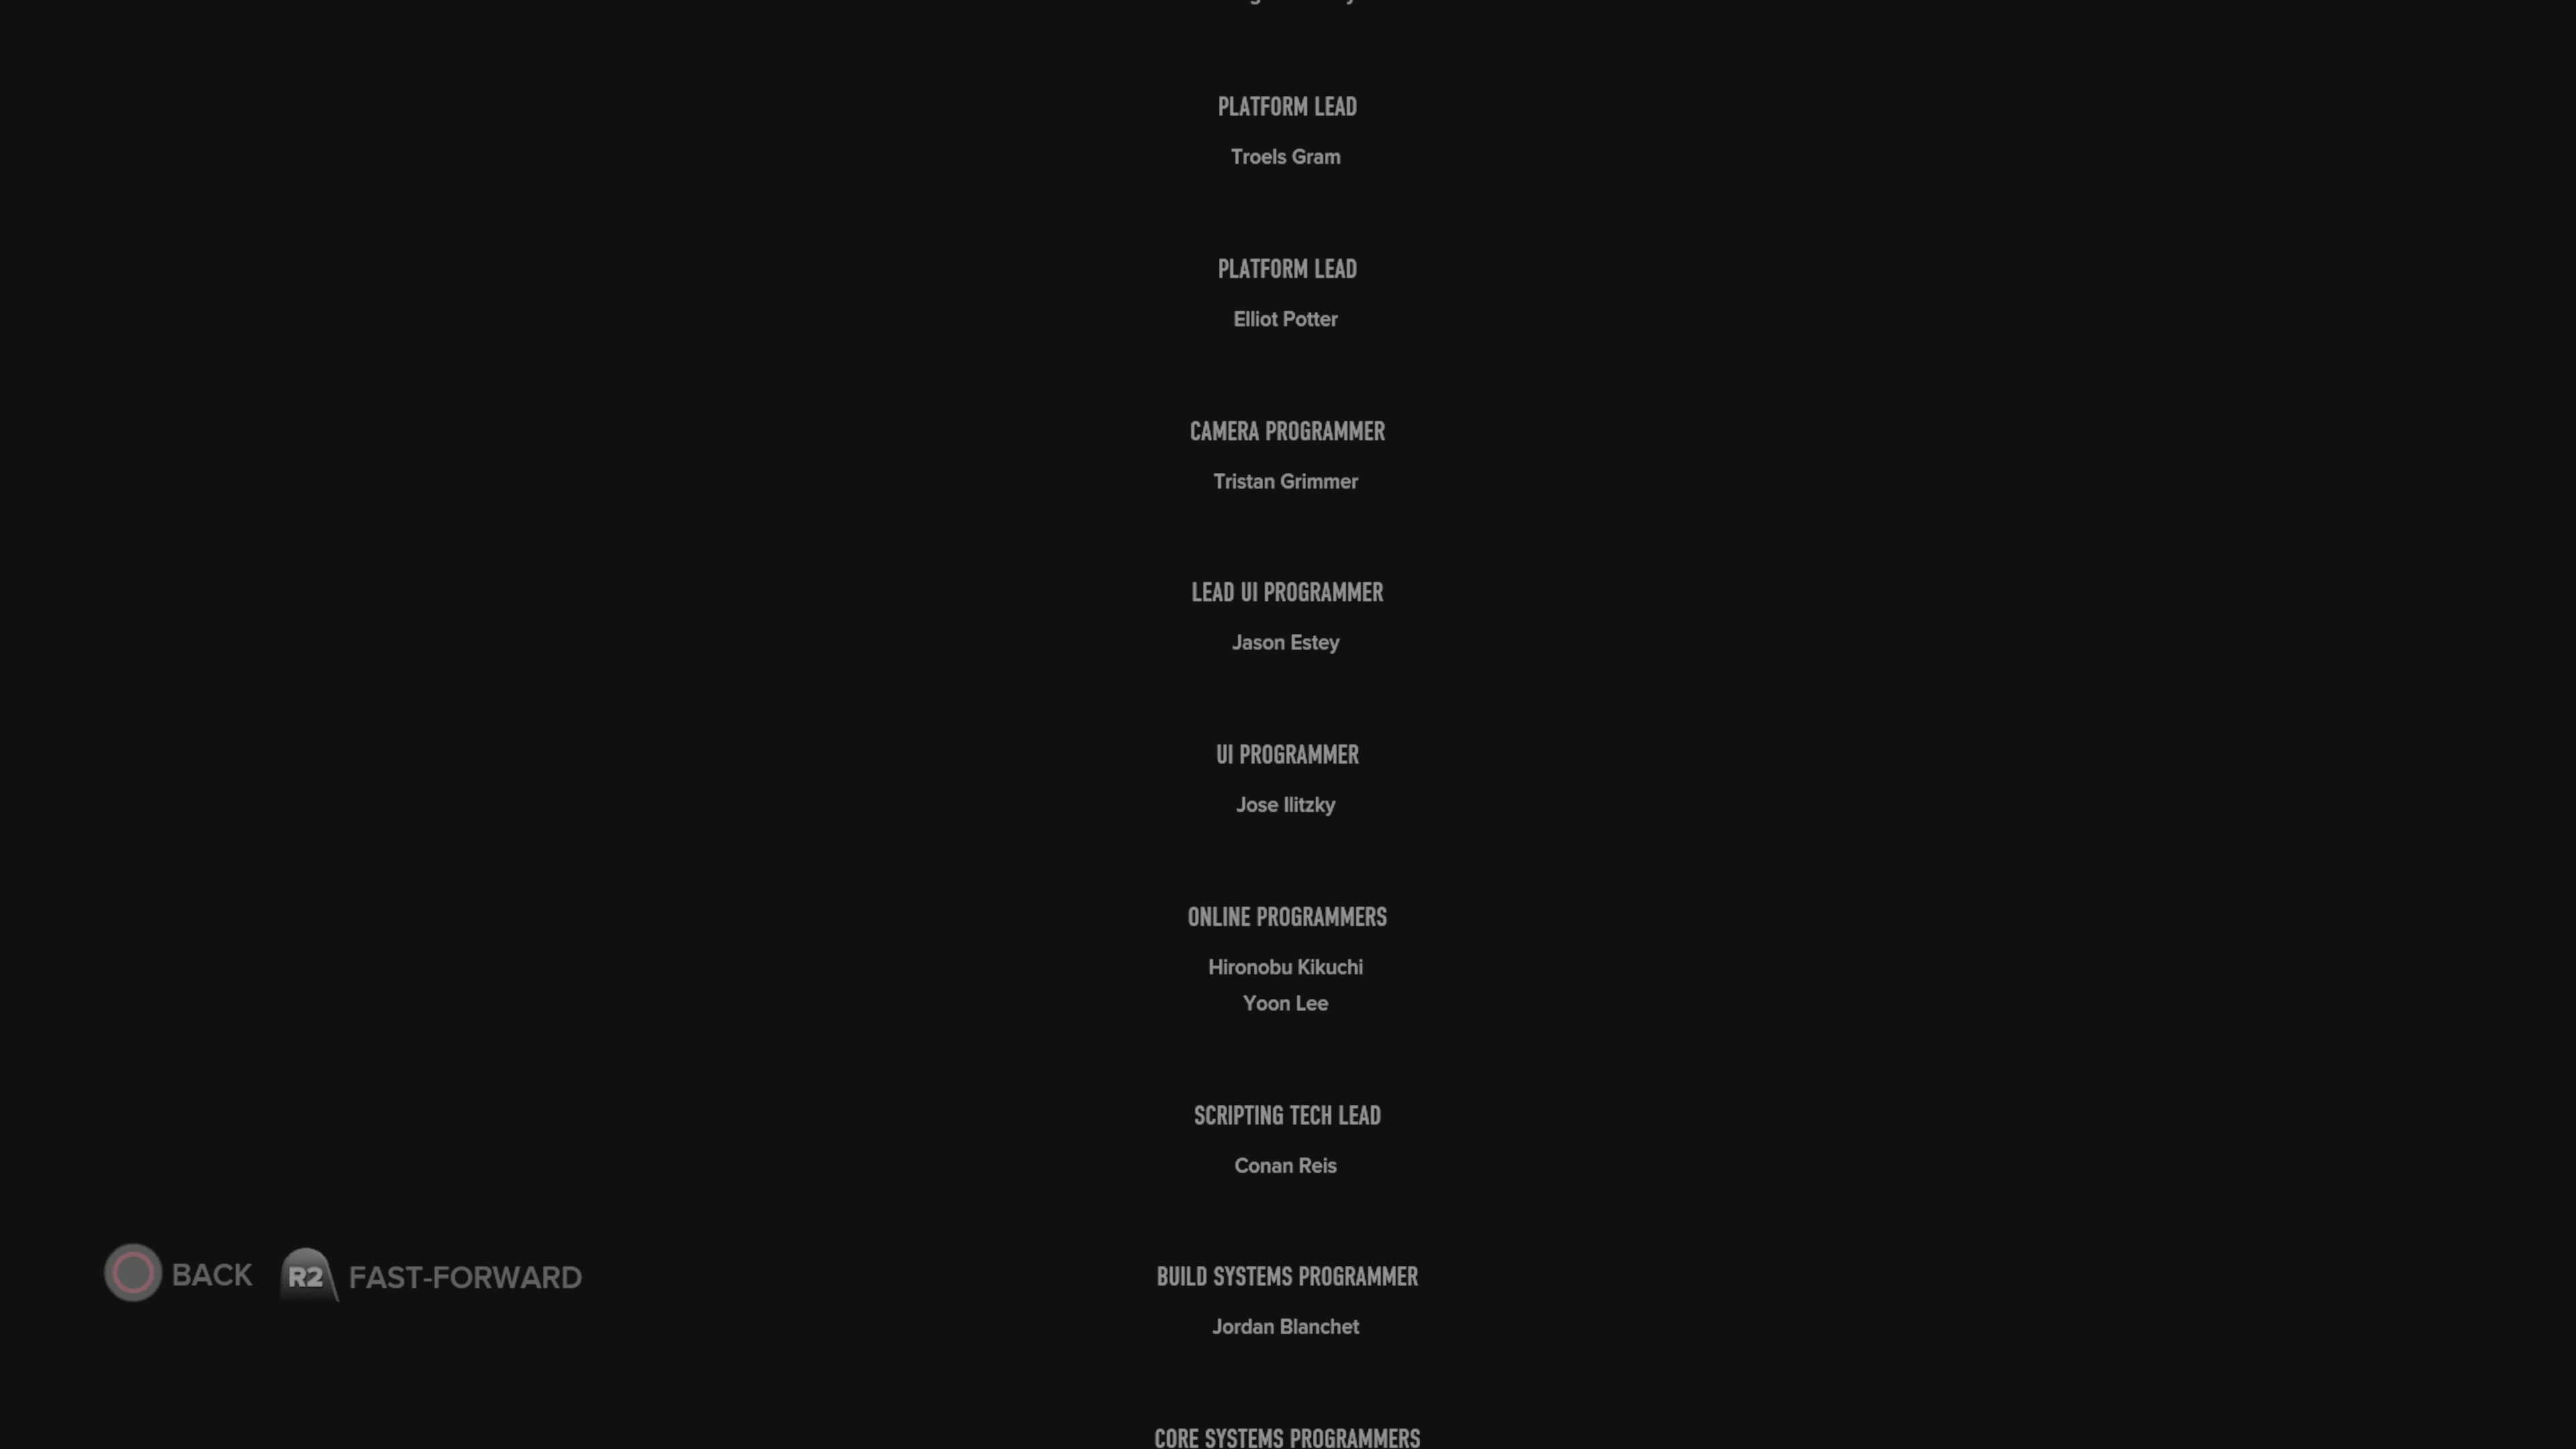 PLATFORM LEAD
Troels Gram
PLATFORM LEAD
Elliot Potter
CAMERA PROGRAMMER
Tristan Grimmer
LEAD UI PROGRAMMER
Jason Estey
UI PROGRAMMER
Jose Ilitzky
ONLINE PROGRAMMERS
Hironobu Kikuchi
Yoon Lee
SCRIPTING TECH LEAD
Conan Reis
BACK R2 FAST-FORWARD
BUILD SYSTEMS PROGRAMMER
Jordan Blanchet
CORE SYSTEMS PROGRAMMERS